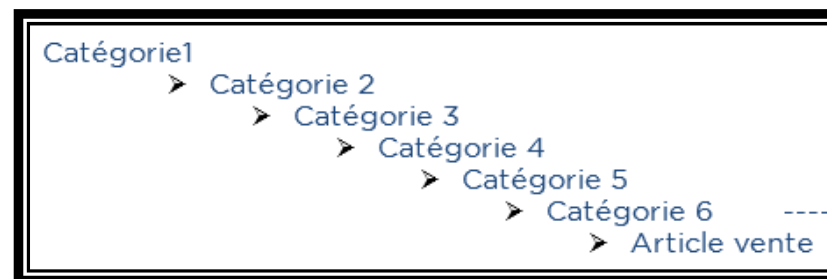 Catégorie1
➢ Catégorie 2
➢ Catégorie 3
➢ Catégorie 4
➢ Catégorie 5
➢ Catégorie 6 ----
➢ Article vente